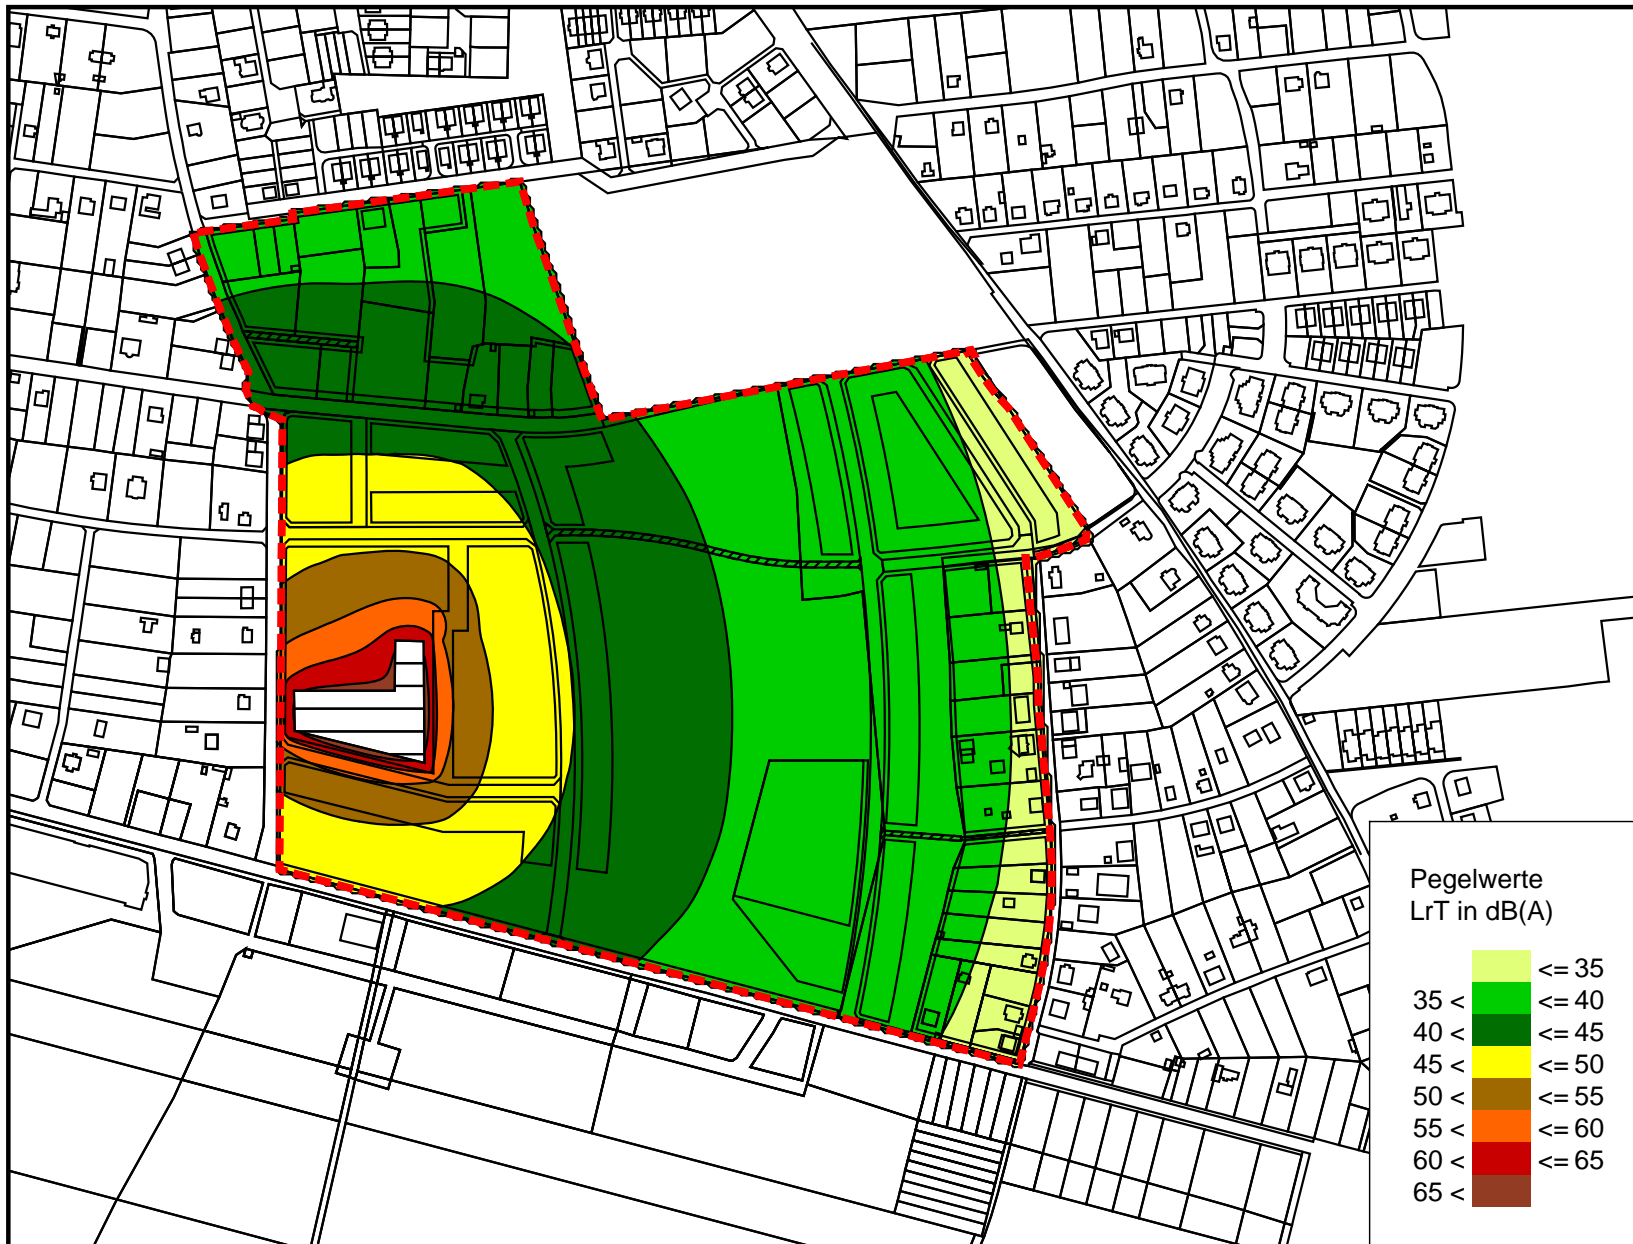 Pegelwerte
LrT in dB(A)
<= 35
35 < <= 40
40 < <= 45
45 < <= 50
50 < <= 55
55 < <= 60
60 < <= 65
65 <